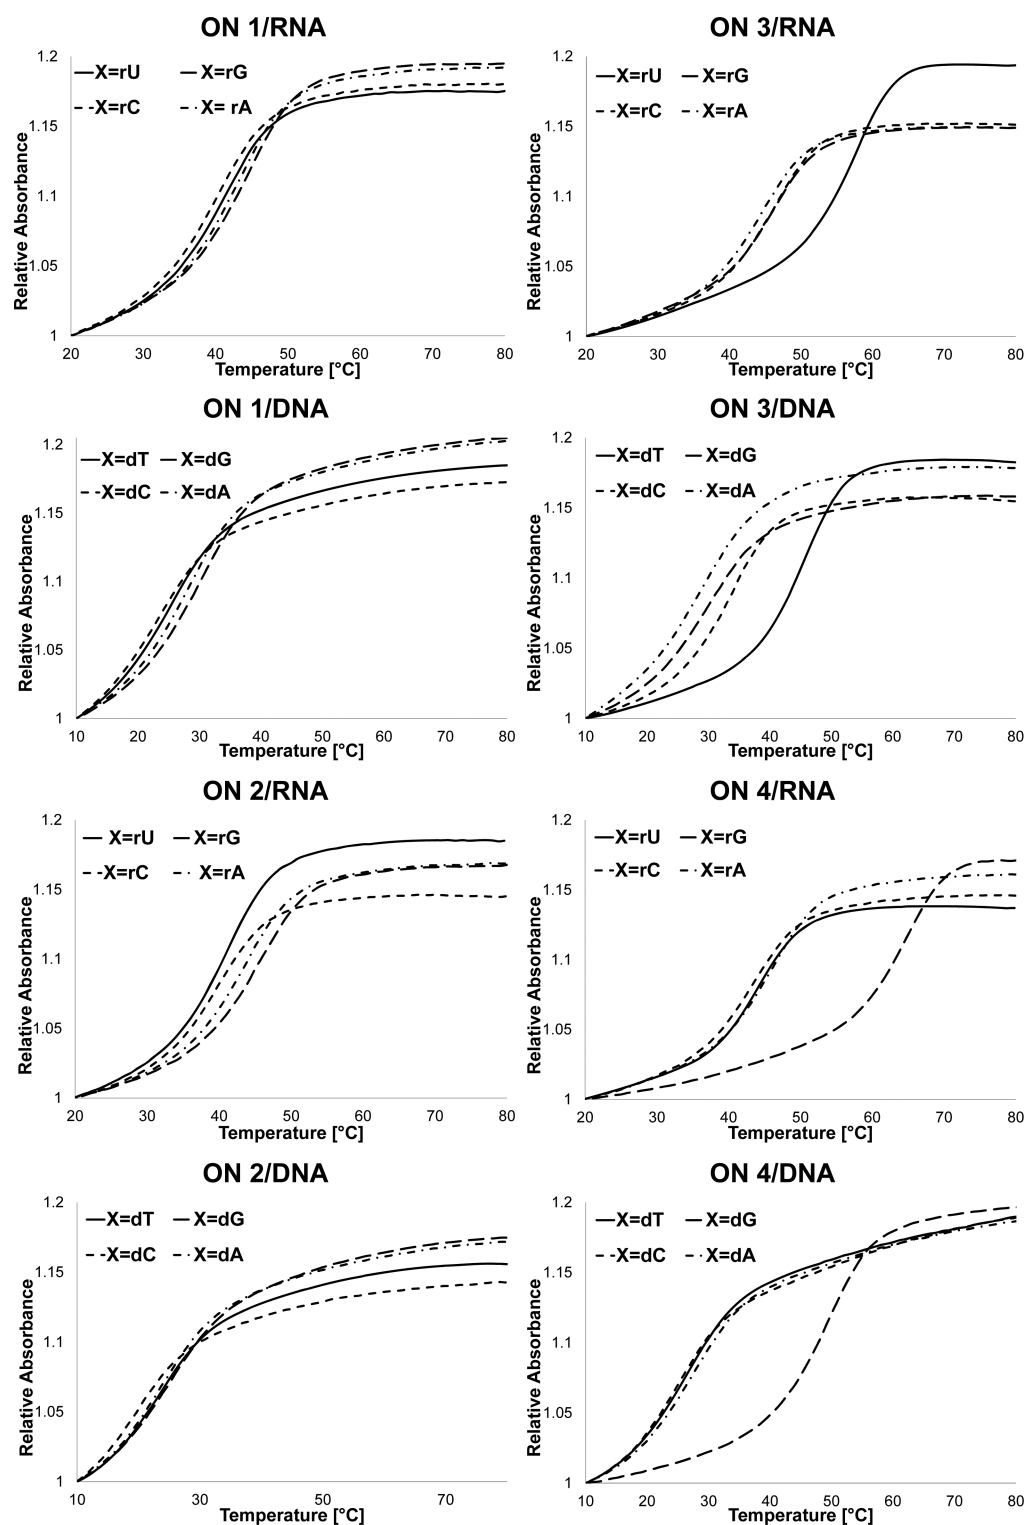 ON 1/RNA
Relative Absorbance
1.2
1.15
1.1
1.05
1
X=rU X=rG
X=rC X= rA
20 30 40 50 60 70 80
Temperature [°C]
ON 3/RNA
Relative Absorbance
1.2
1.15
1.1
1.05
1
X=rU X=rG
X=rC X=rA
20 30 40 50 60 70 80
Temperature [°C]
ON 1/DNA
Relative Absorbance
1.2
1.15
1.1
1.05
1
X=dT X=dG
X=dC X=dA
10 20 30 40 50 60 70 80
Temperature [°C]
ON 3/DNA
Relative Absorbance
1.2
1.15
1.1
1.05
1
X=dT X=dG
X=dC X=dA
10 20 30 40 50 60 70 80
Temperature [°C]
ON 2/RNA
Relative Absorbance
1.2
1.15
1.1
1.05
1
X=rU X=rG
X=rC X=rA
20 30 40 50 60 70 80
Temperature [°C]
ON 4/RNA
Relative Absorbance
1.2
1.15
1.1
1.05
1
X=rU X=rG
X=rC X=rA
20 30 40 50 60 70 80
Temperature [°C]
ON 2/DNA
Relative Absorbance
1.2
1.15
1.1
1.05
1
X=dT X=dG
X=dC X=dA
10 30 50 70
Temperature [°C]
ON 4/DNA
Relative Absorbance
1.2
1.15
1.1
1.05
1
X=dT X=dG
X=dC X=dA
10 20 30 40 50 60 70 80
Temperature [°C]